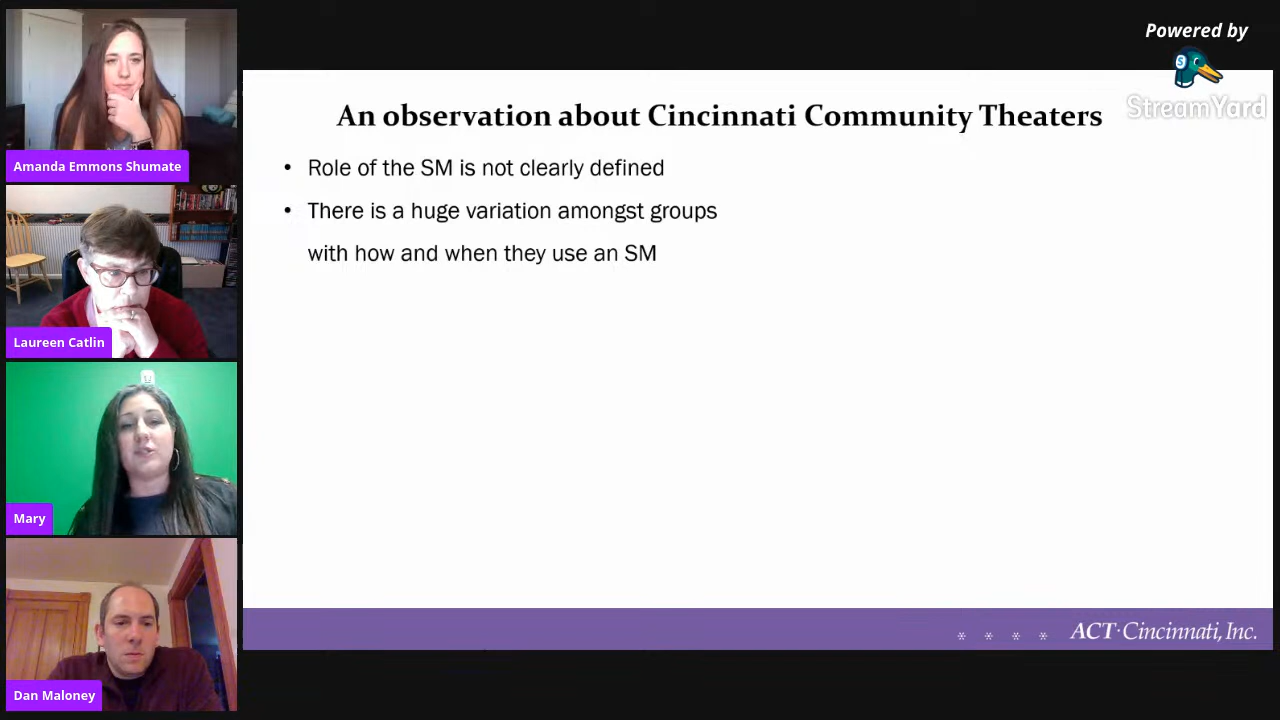 Powered by
StreamYard
An observation about Cincinnati Community Theaters
• Role of the SM is not clearly defined
• There is a huge variation amongst groups
with how and when they use an SM
Amanda Emmons Shumate
Laureen Catlin
Mary
Dan Maloney
* * * * ACT·Cincinnati, Inc.